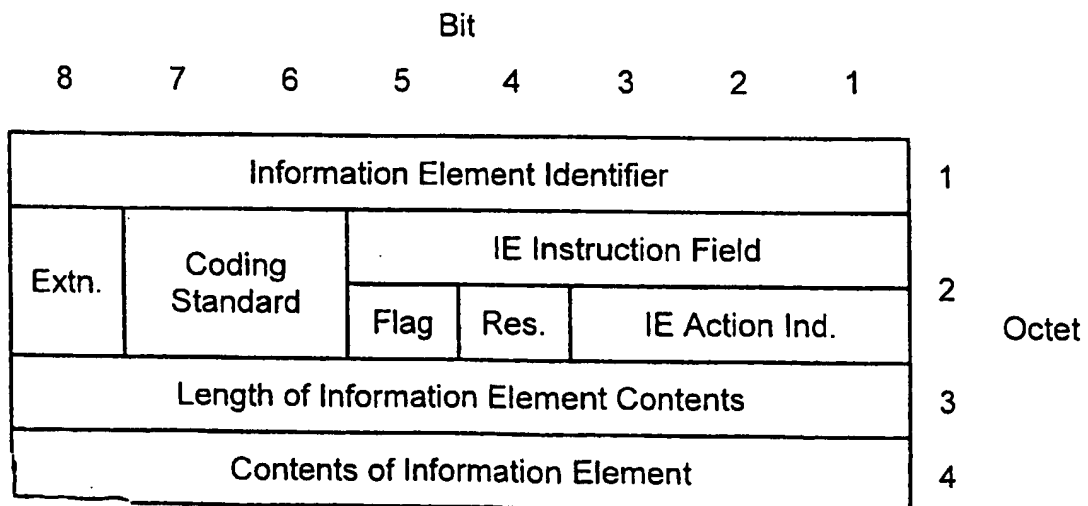 Bit
8 7 6 5 4 3 2 1
Information Element Identifier 1
IE Instruction Field
Extn. Coding
Standard 2
Flag Res. IE Action Ind.
Octet
Length of Information Element Contents 3
Contents of Information Element 4